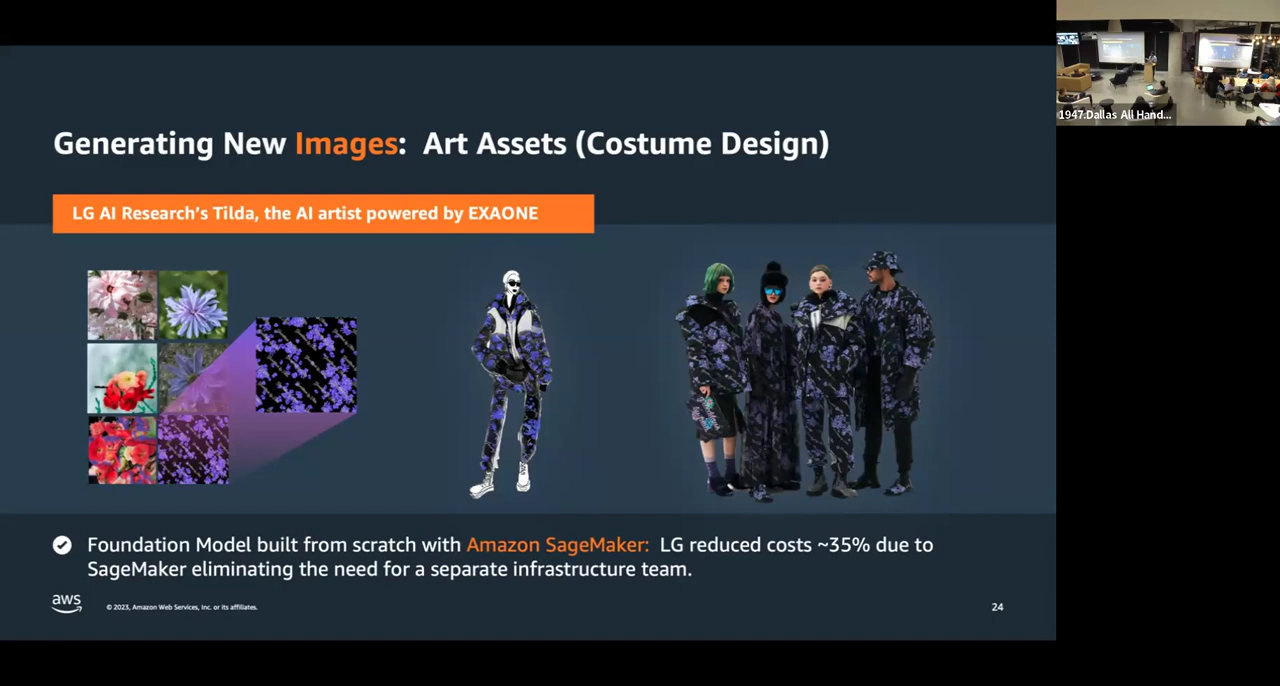 Generating New Images: Art Assets (Costume Design)
LG AI Research's Tilda, the AI artist powered by EXAONE
Foundation Model built from scratch with Amazon SageMaker: LG reduced costs ~35% due to
SageMaker eliminating the need for a separate infrastructure team.
aws
© 2023, Amazon Web Services, Inc. or its affiliates.
24
1947.Dallas All Hand...